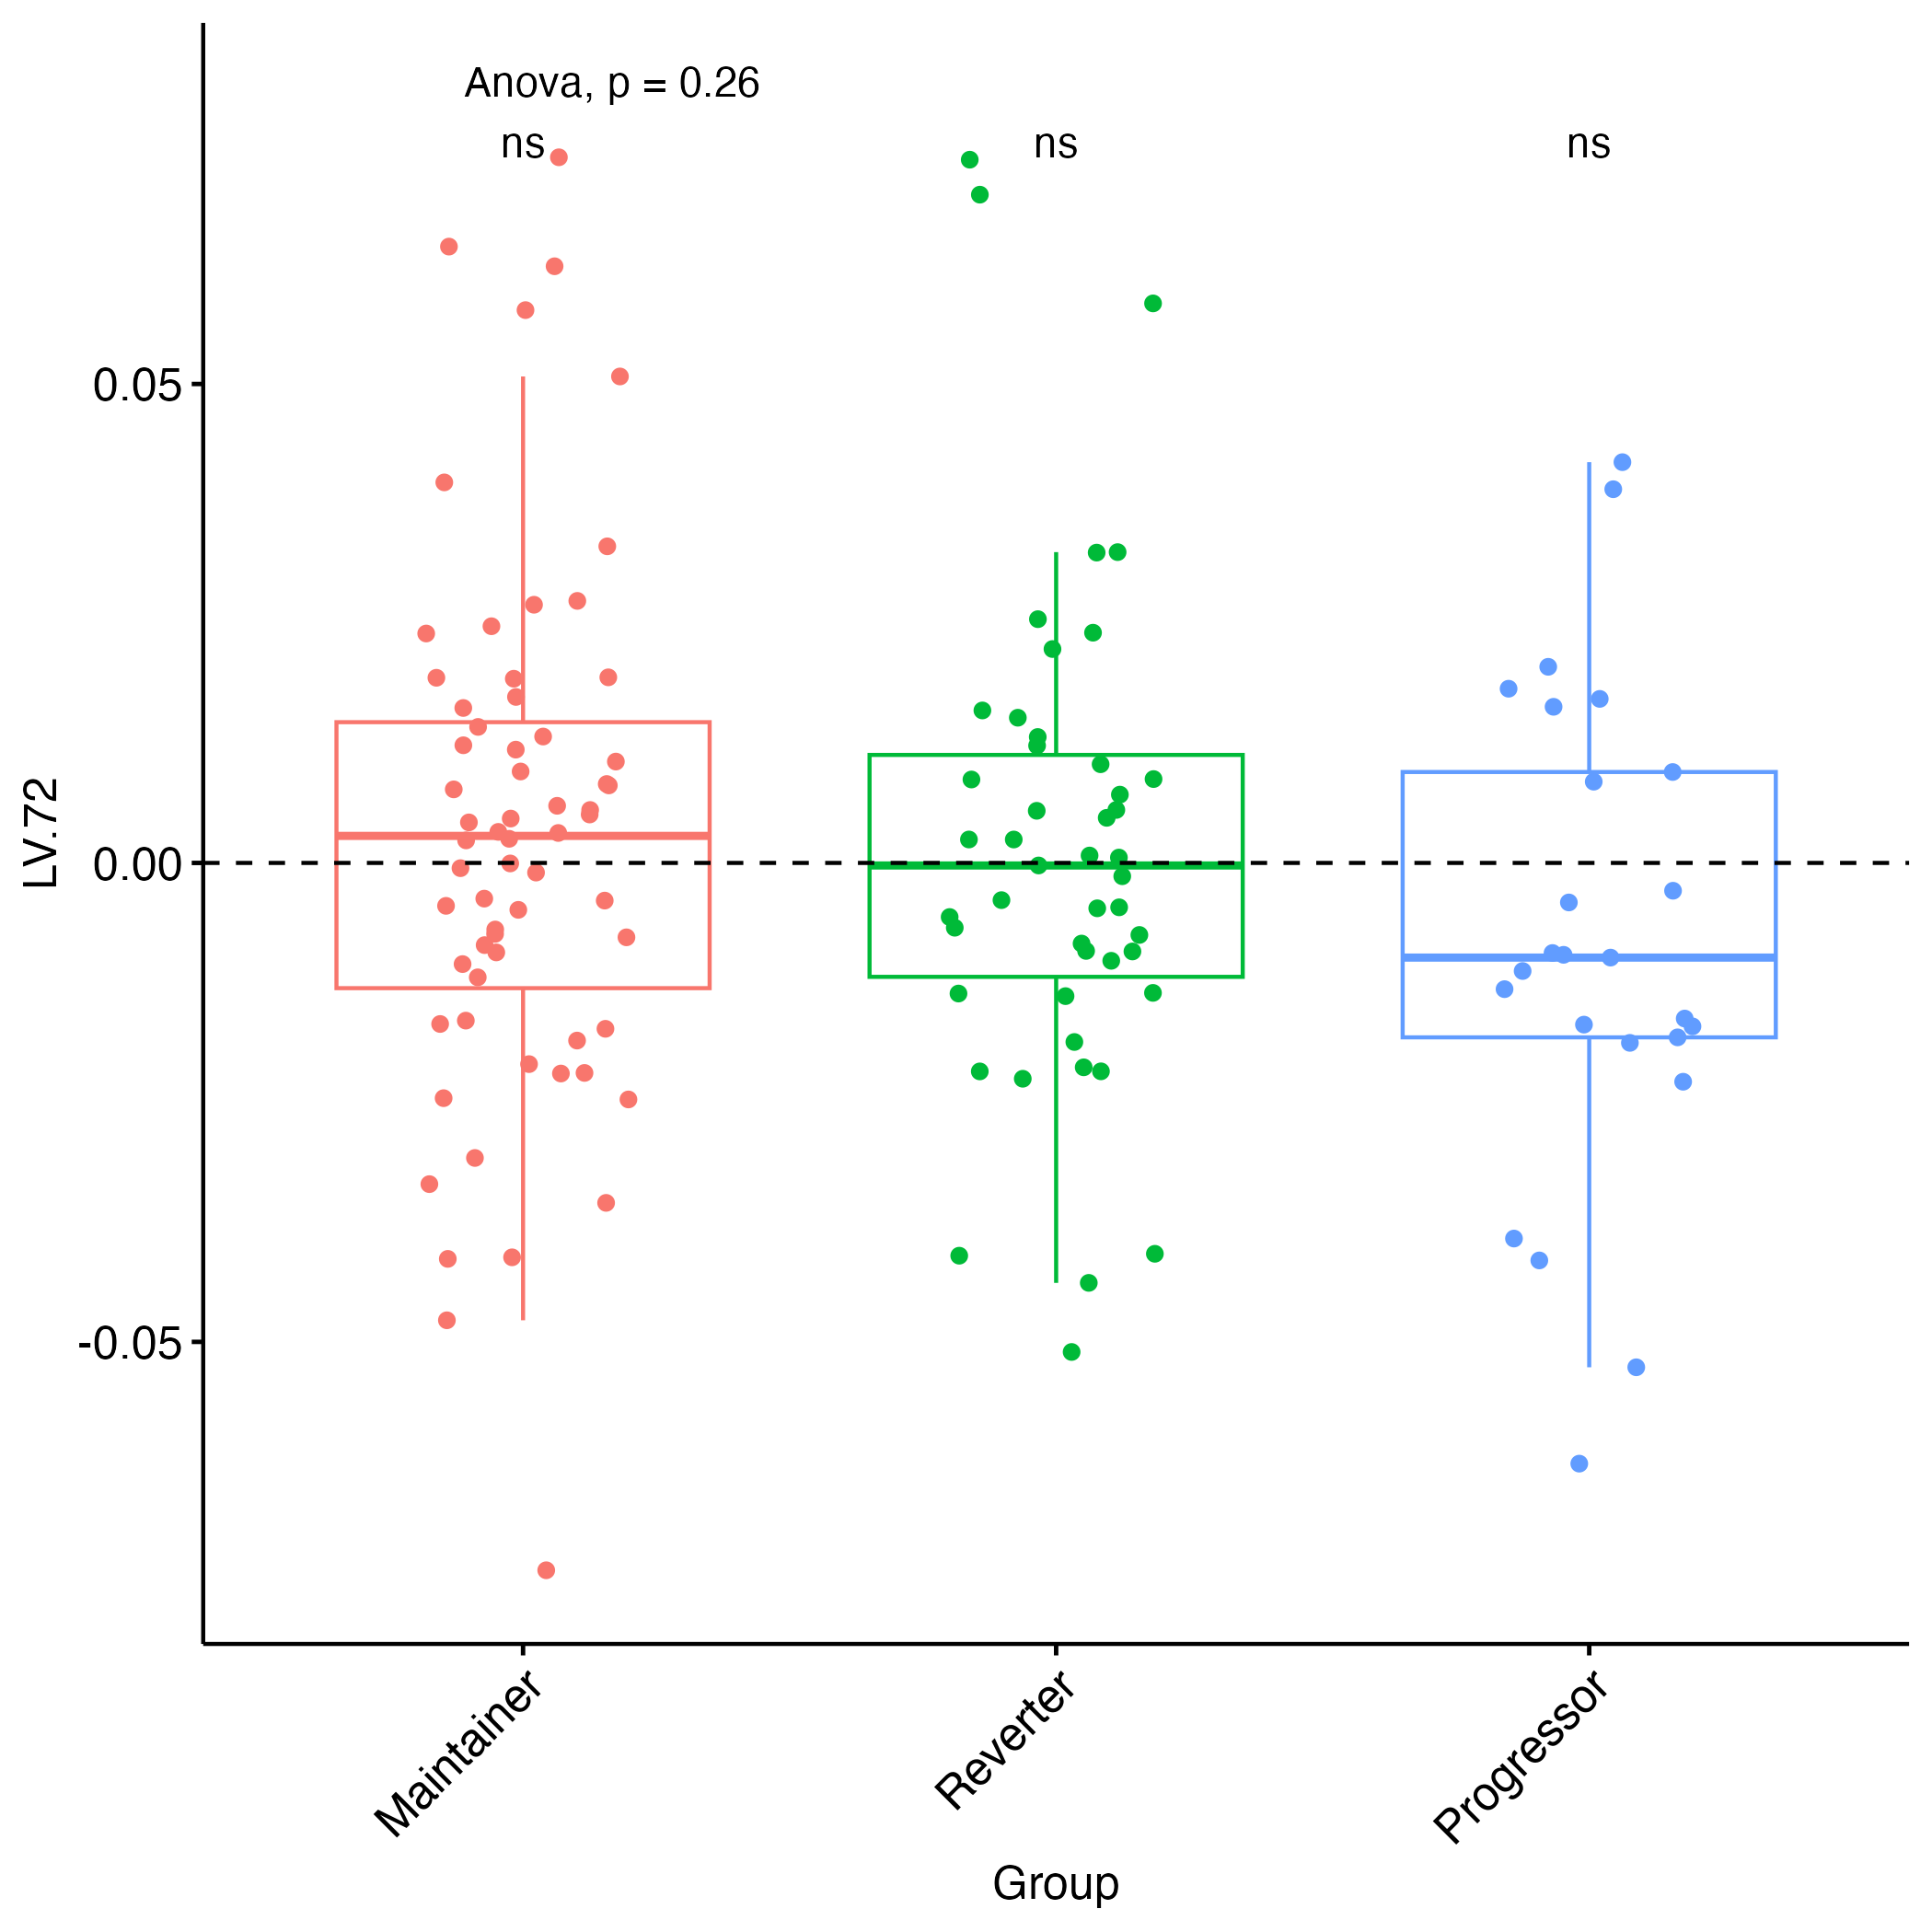 Anova, p = 0.26
ns ns ns
0.05
0.00
-0.05
LV.72
Maintainer Reverter Progressor
Group